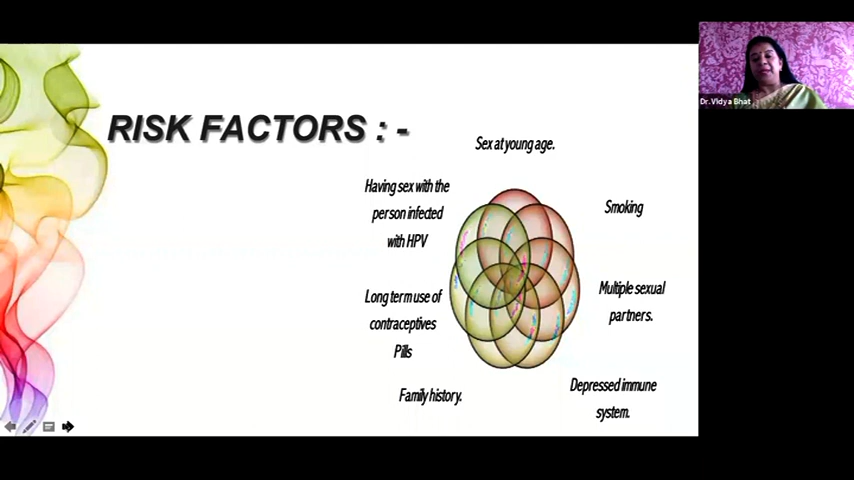 Dr.Vidya Bhat
RISK FACTORS : -
Sex at young age.
Having sex with the
person infected
with HPV
Smoking
Long term use of
contraceptives
Pills
Multiple sexual
partners.
Family history.
Depressed immune
system.